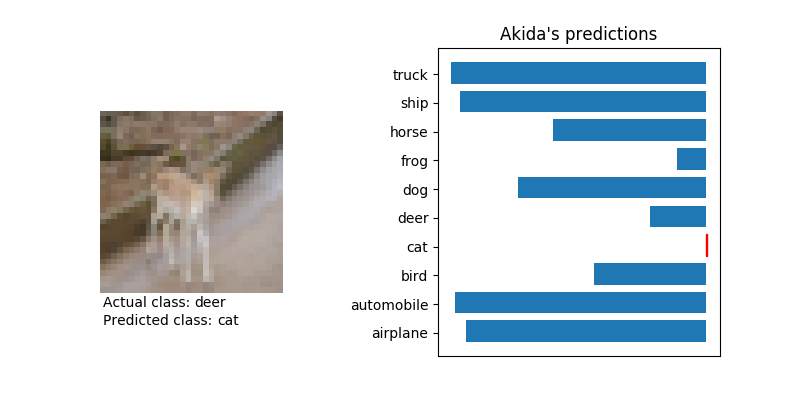 Akida's predictions
truck
ship
horse
frog
dog
deer
cat
bird
automobile
airplane
Actual class: deer
Predicted class: cat